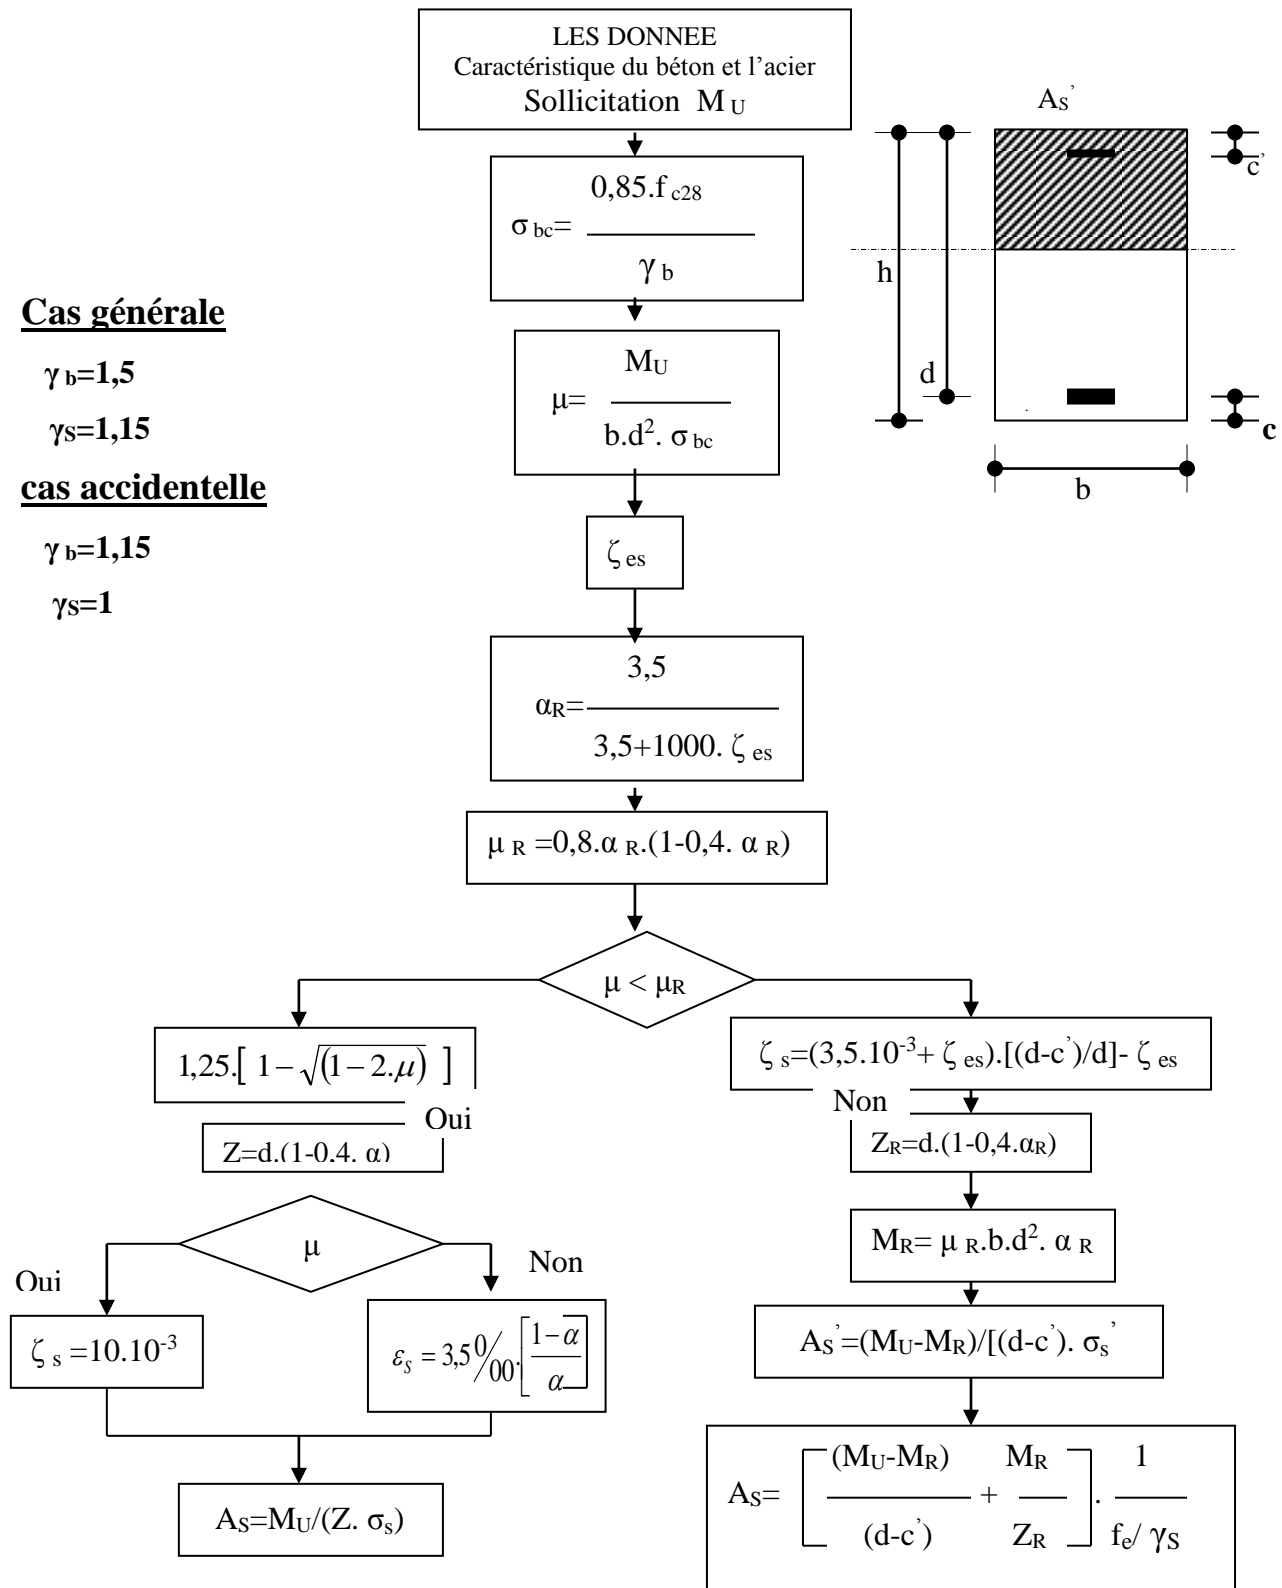 LES DONNEE
Caractéristique du béton et l'acier
Sollicitation M U
0,85.f c28
σ bc=
γ b
M U
μ=
b.d². σ bc
ζ es
3,5
αR=
3,5+1000. ζ es
μ R =0,8.α R.(1-0,4. α R)
μ < μR
Cas générale
γ b=1,5
γS=1,15
cas accidentelle
γ b=1,15
γS=1
AS'
c'
h
d
c
b
1,25.[ 1-√(1-2.μ) ]
Oui
Z=d.(1-0,4. α)
μ
Oui
Non
ζ s =10.10-3
εS = 3,5 0/00.[1-α/α]
AS=MU/(Z. σs)
ζ s=(3,5.10-3+ ζ es).[(d-c')/d]- ζ es
Non
ZR=d.(1-0,4.αR)
MR= μ R.b.d². α R
AS'=(MU-MR)/[(d-c'). σs'
(MU-MR) MR 1
AS= + .
(d-c') ZR fe/ γS